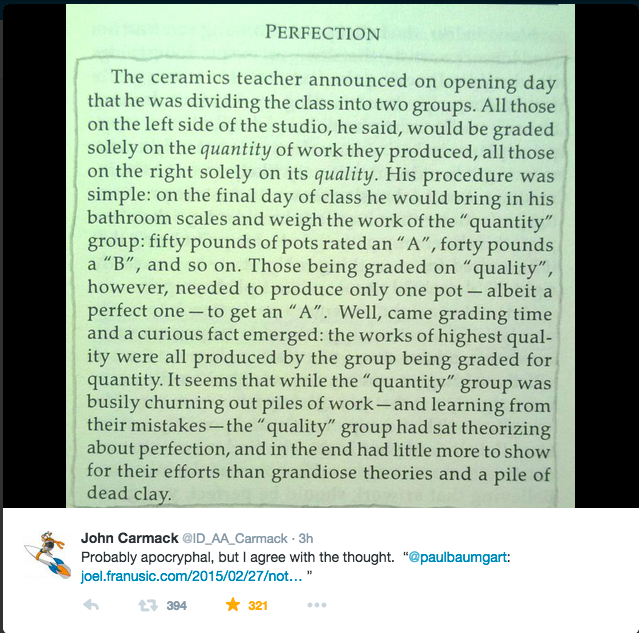 PERFECTION
The ceramics teacher announced on opening day
that he was dividing the class into two groups. All those
on the left side of the studio, he said, would be graded
solely on the quantity of work they produced, all those
on the right solely on its quality. His procedure was
simple: on the final day of class he would bring in his
bathroom scales and weigh the work of the “quantity”
group: fifty pounds of pots rated an “A”, forty pounds
a “B”, and so on. Those being graded on “quality”,
however, needed to produce only one pot — albeit a
perfect one — to get an “A”. Well, came grading time
and a curious fact emerged: the works of highest qual-
ity were all produced by the group being graded for
quantity. It seems that while the “quantity” group was
busily churning out piles of work—and learning from
their mistakes—the “quality” group had sat theorizing
about perfection, and in the end had little more to show
for their efforts than grandiose theories and a pile of
dead clay.
John Carmack @ID_AA_Carmack · 3h
Probably apocryphal, but I agree with the thought. “@paulbaumgart:
joel.franusic.com/2015/02/27/not… ”
394 321